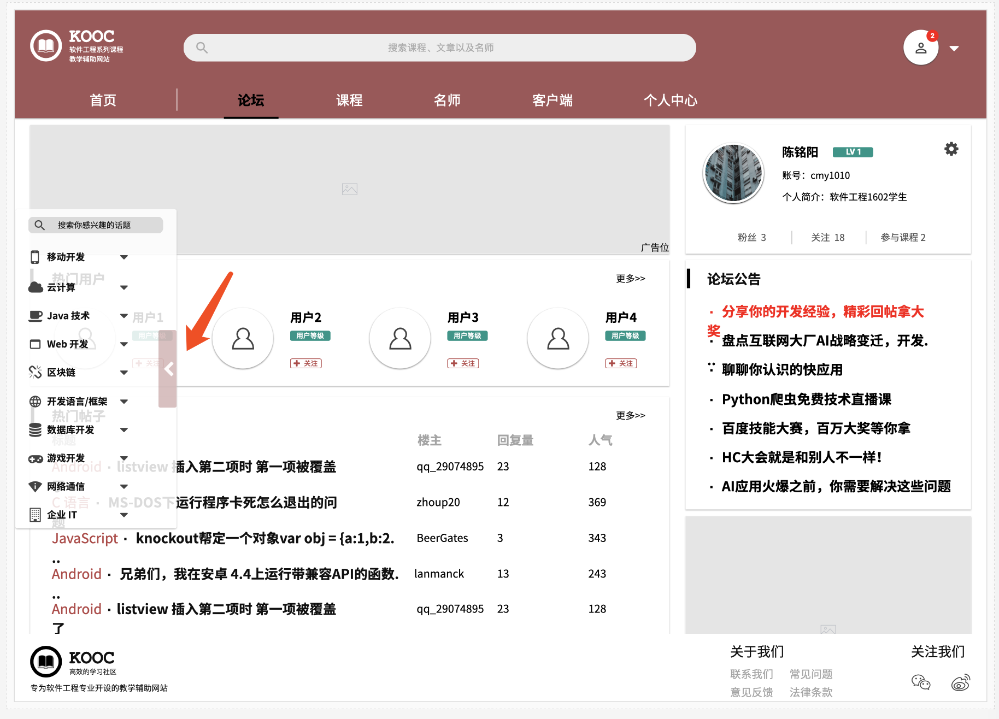 KOOC
软件工程系列课程
教学辅助网站
搜索课程、文章以及名师
2
首页
论坛
课程
名师
客户端
个人中心
广告位
陈铭阳
LV 1
账号：cmy1010
个人简介：软件工程1602学生
粉丝 3
关注 18
参与课程 2
搜索你感兴趣的话题
移动开发
云计算
Java 技术
Web 开发
区块链
开发语言/框架
数据库开发
游戏开发
网络通信
企业 IT
热门用户
更多>>
用户1
用户等级
+ 关注
用户2
用户等级
+ 关注
用户3
用户等级
+ 关注
用户4
用户等级
+ 关注
论坛公告
· 分享你的开发经验，精彩回帖拿大
奖
· 盘点互联网大厂AI战略变迁，开发.
..
· 聊聊你认识的快应用
· Python爬虫免费技术直播课
· 百度技能大赛，百万大奖等你拿
· HC大会就是和别人不一样！
· AI应用火爆之前，你需要解决这些问题
热门帖子
更多>>
标题 楼主 回复量 人气
Android · listview 插入第二项时 第一项被覆盖 qq_29074895 23 128
了
C 语言 · MS-DOS下运行程序卡死怎么退出的问 zhoup20 12 369
题
JavaScript · knockout帮定一个对象var obj = {a:1,b:2. BeerGates 3 343
..
Android · 兄弟们，我在安卓 4.4上运行带兼容API的函数. lanmanck 13 243
..
Android · listview 插入第二项时 第一项被覆盖 qq_29074895 23 128
了
KOOC
高效的学习社区
专为软件工程专业开设的教学辅助网站
关于我们
联系我们 常见问题
意见反馈 法律条款
关注我们